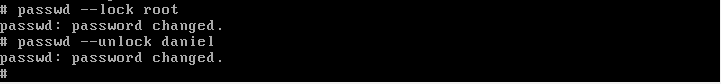 # passwd --lock root
passwd: password changed.
# passwd --unlock daniel
passwd: password changed.
#